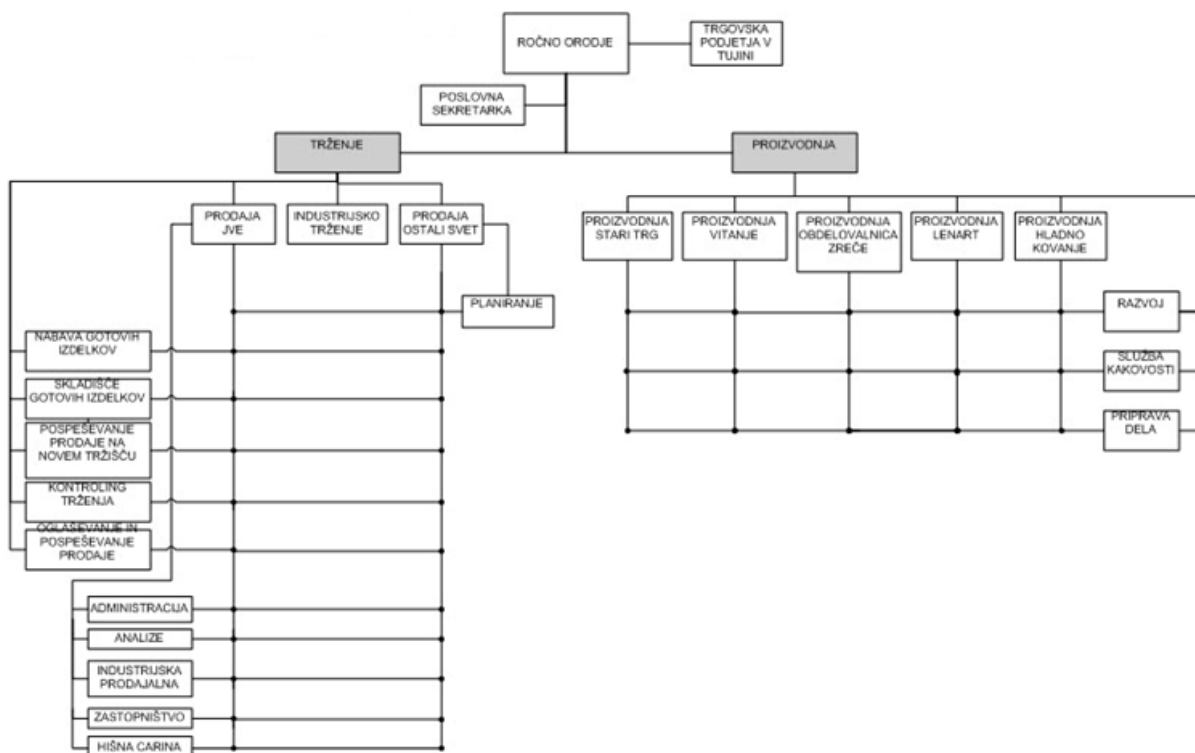 ROČNO ORODJE
TRGOVSKA
PODJETJA V
TUJINI
POSLOVNA
SEKRETARKA
TRŽENJE
PROIZVODNJA
PRODAJA
JVE
INDUSTRIJSKO
TRŽENJE
PRODAJA
OSTALI SVET
PROIZVODNJA
STARI TRG
PROIZVODNJA
VITANJE
PROIZVODNJA
OBDELOVALNICA
ZREČE
PROIZVODNJA
LENART
PROIZVODNJA
HLADNO
KOVANJE
PLANIRANJE
RAZVOJ
NABAVA GOTOVIH
IZDELKOV
SLUŽBA
KAKOVOSTI
SKLADIŠČE
GOTOVIH IZDELKOV
POSPEŠEVANJE
PRODAJE NA
NOVEM TRŽIŠČU
PRIPRAVA
DELA
KONTROLING
TRŽENJA
OGLAŠEVANJE IN
POSPEŠEVANJE
PRODAJE
ADMINISTRACIJA
ANALIZE
INDUSTRIJSKA
PRODAJALNA
ZASTOPNIŠTVO
HIŠNA CARINA